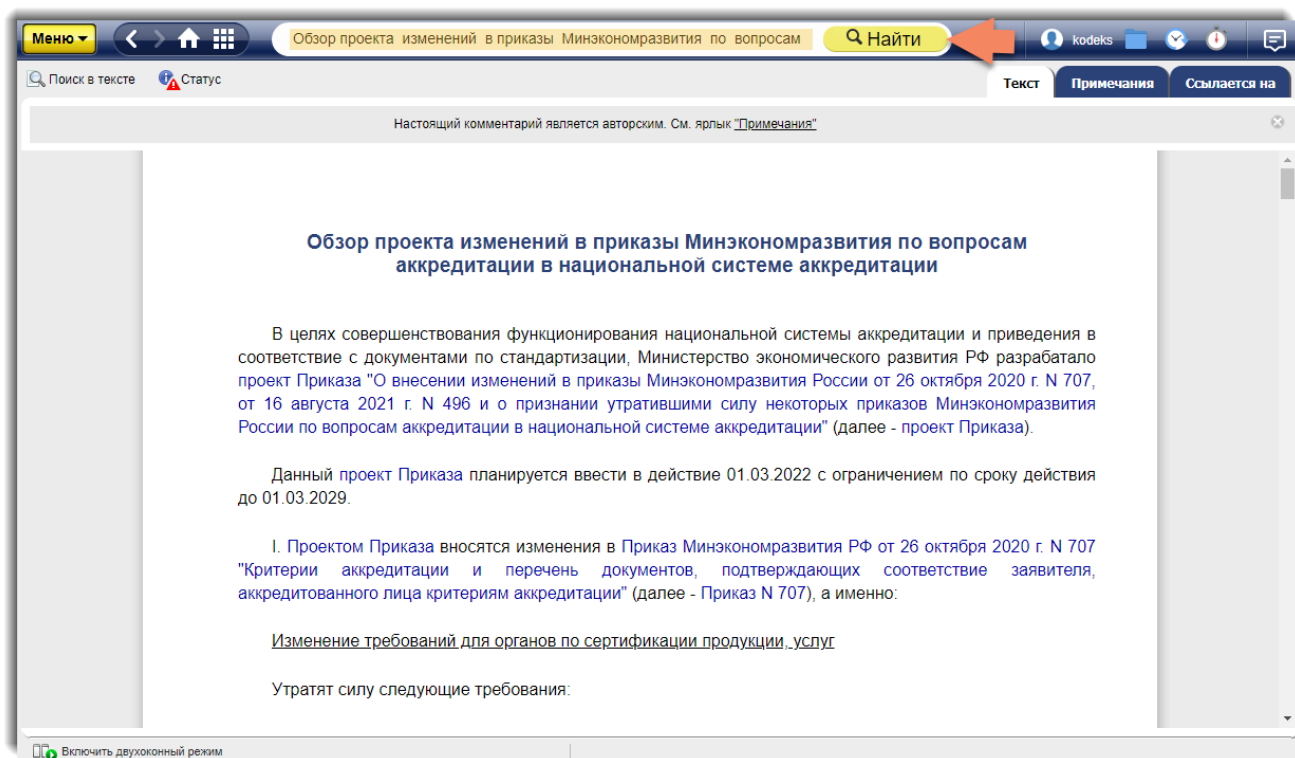 Меню
Обзор проекта изменений в приказы Минэкономразвития по вопросам
Найти
kodeks
Поиск в тексте
Статус
Текст
Примечания
Ссылается на
Настоящий комментарий является авторским. См. ярлык "Примечания"
Обзор проекта изменений в приказы Минэкономразвития по вопросам
аккредитации в национальной системе аккредитации
В целях совершенствования функционирования национальной системы аккредитации и приведения в
соответствие с документами по стандартизации, Министерство экономического развития РФ разрабатало
проект Приказа "О внесении изменений в приказы Минэкономразвития России от 26 октября 2020 г. N 707,
от 16 августа 2021 г. N 496 и о признании утратившими силу некоторых приказов Минэкономразвития
России по вопросам аккредитации в национальной системе аккредитации" (далее - проект Приказа).
Данный проект Приказа планируется ввести в действие 01.03.2022 с ограничением по сроку действия
до 01.03.2029.
I. Проектом Приказа вносятся изменения в Приказ Минэкономразвития РФ от 26 октября 2020 г. N 707
"Критерии аккредитации и перечень документов, подтверждающих соответствие заявителя,
аккредитованного лица критериям аккредитации" (далее - Приказ N 707), а именно:
Изменение требований для органов по сертификации продукции, услуг
Утратят силу следующие требования:
Включить двухоконный режим